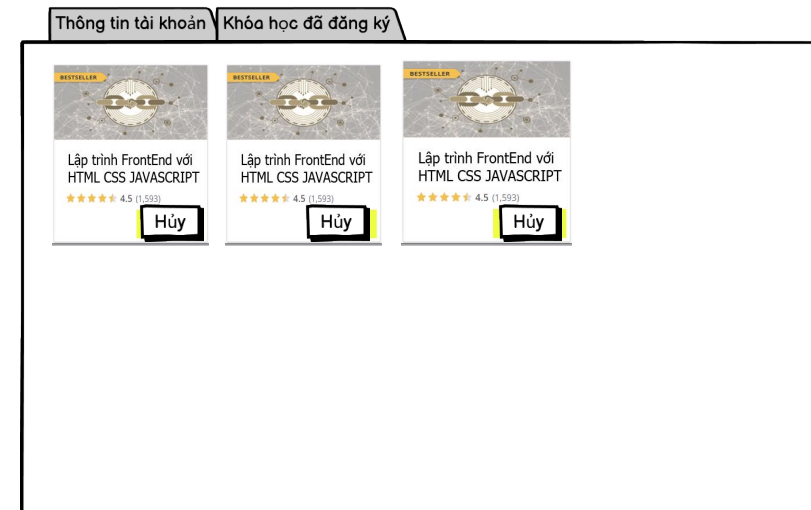 Thông tin tài khoản
Khóa học đã đăng ký
BESTSELLER
Lập trình FrontEnd với
HTML CSS JAVASCRIPT
4.5 (1,593)
Hủy
BESTSELLER
Lập trình FrontEnd với
HTML CSS JAVASCRIPT
4.5 (1,593)
Hủy
BESTSELLER
Lập trình FrontEnd với
HTML CSS JAVASCRIPT
4.5 (1,593)
Hủy